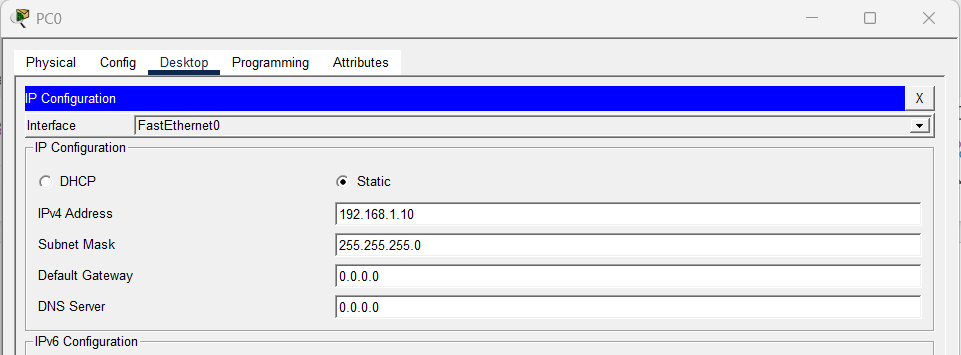 PC0
Physical Config Desktop Programming Attributes
IP Configuration X
Interface FastEthernet0
IP Configuration
DHCP Static
IPv4 Address 192.168.1.10
Subnet Mask 255.255.255.0
Default Gateway 0.0.0.0
DNS Server 0.0.0.0
IPv6 Configuration